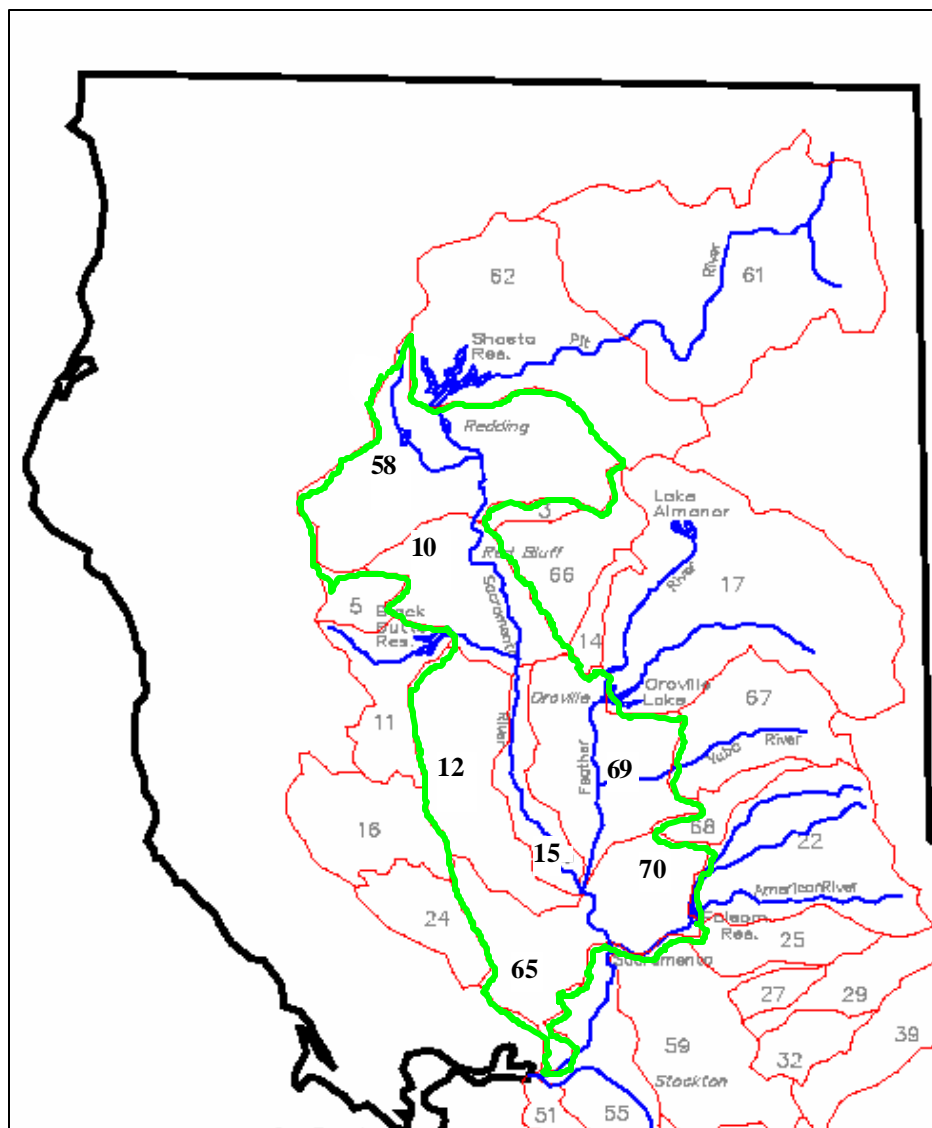 62
River
61
Shasta
Res.
Pit
Redding
58
Lake
Almanor
3
10
Red Bluff
66
River
17
Sacramento
5
Black
Butte
Res.
14
Oroville
Oroville
Lake
67
11
River
12
Feather
69
Yuba
River
16
15
68
22
70
American River
24
Folsom
Res.
25
65
Sacramento
27
29
39
59
32
Stockton
51
55